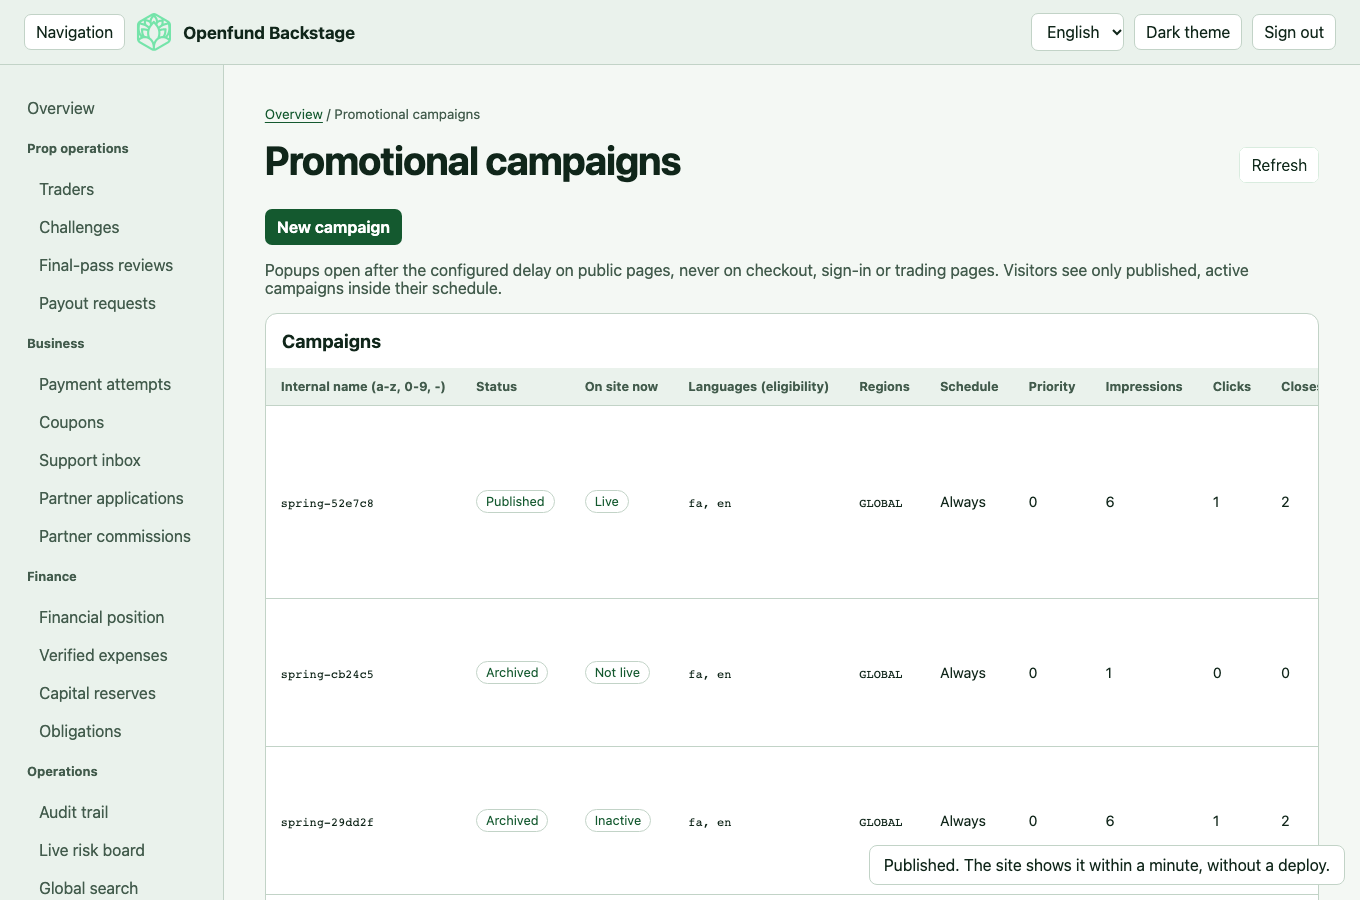 Navigation
Openfund Backstage
English
Dark theme
Sign out
Overview
Prop operations
Traders
Challenges
Final-pass reviews
Payout requests
Business
Payment attempts
Coupons
Support inbox
Partner applications
Partner commissions
Finance
Financial position
Verified expenses
Capital reserves
Obligations
Operations
Audit trail
Live risk board
Global search
Overview / Promotional campaigns
Promotional campaigns
Refresh
New campaign
Popups open after the configured delay on public pages, never on checkout, sign-in or trading pages. Visitors see only published, active
campaigns inside their schedule.
Campaigns
Internal name (a-z, 0-9, -) Status On site now Languages (eligibility) Regions Schedule Priority Impressions Clicks Closes
spring-52e7c8 Published Live fa, en GLOBAL Always 0 6 1 2
spring-cb24c5 Archived Not live fa, en GLOBAL Always 0 1 0 0
spring-29dd2f Archived Inactive fa, en GLOBAL Always 0 6 1 2
Published. The site shows it within a minute, without a deploy.